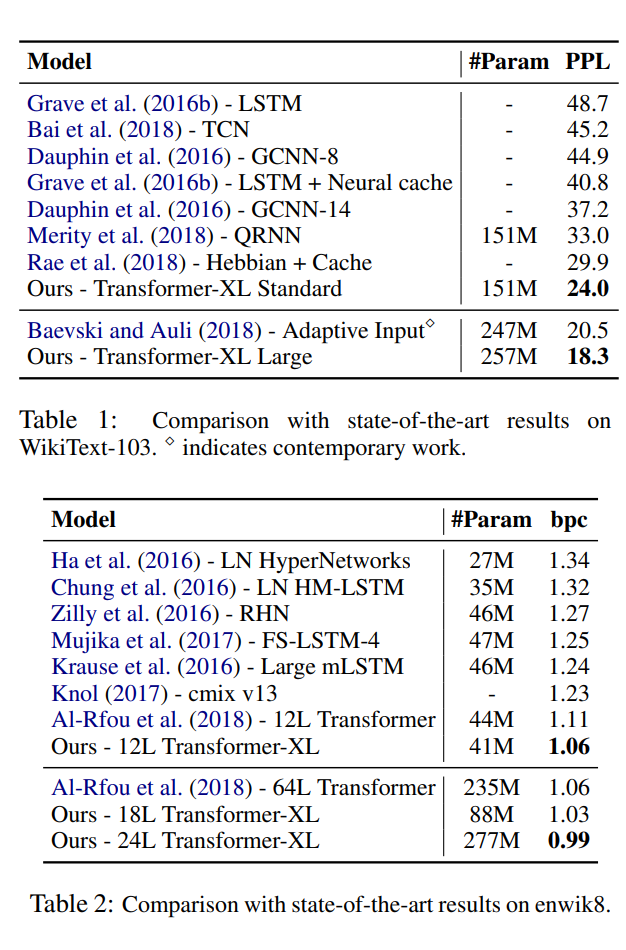 Model #Param PPL
Grave et al. (2016b) - LSTM - 48.7
Bai et al. (2018) - TCN - 45.2
Dauphin et al. (2016) - GCNN-8 - 44.9
Grave et al. (2016b) - LSTM + Neural cache - 40.8
Dauphin et al. (2016) - GCNN-14 - 37.2
Merity et al. (2018) - QRNN 151M 33.0
Rae et al. (2018) - Hebbian + Cache - 29.9
Ours - Transformer-XL Standard 151M 24.0
Baevski and Auli (2018) - Adaptive Input◇ 247M 20.5
Ours - Transformer-XL Large 257M 18.3
Table 1: Comparison with state-of-the-art results on
WikiText-103. ◇ indicates contemporary work.
Model #Param bpc
Ha et al. (2016) - LN HyperNetworks 27M 1.34
Chung et al. (2016) - LN HM-LSTM 35M 1.32
Zilly et al. (2016) - RHN 46M 1.27
Mujika et al. (2017) - FS-LSTM-4 47M 1.25
Krause et al. (2016) - Large mLSTM 46M 1.24
Knol (2017) - cmix v13 - 1.23
Al-Rfou et al. (2018) - 12L Transformer 44M 1.11
Ours - 12L Transformer-XL 41M 1.06
Al-Rfou et al. (2018) - 64L Transformer 235M 1.06
Ours - 18L Transformer-XL 88M 1.03
Ours - 24L Transformer-XL 277M 0.99
Table 2: Comparison with state-of-the-art results on enwik8.